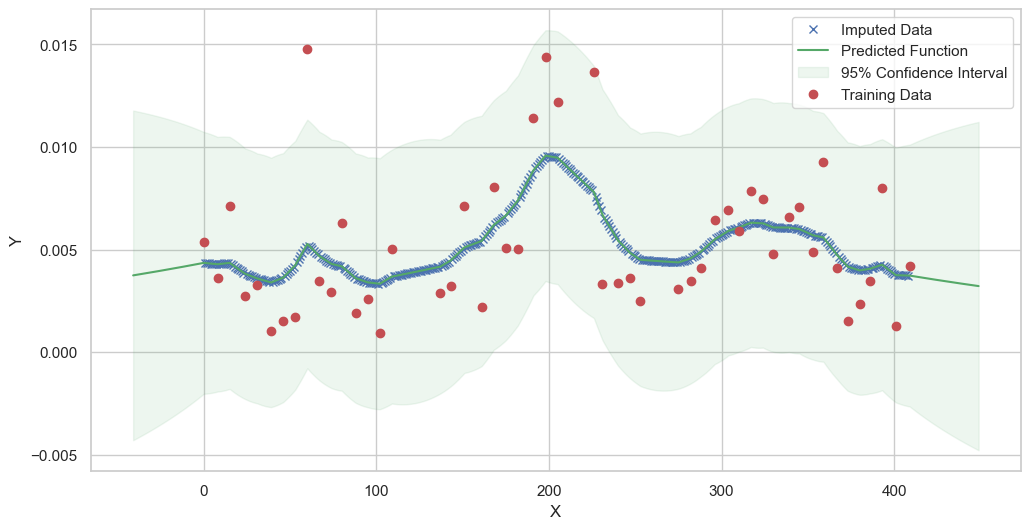 0.015
0.010
0.005
0.000
−0.005
Y
0
100
200
300
400
X
Imputed Data
Predicted Function
95% Confidence Interval
Training Data